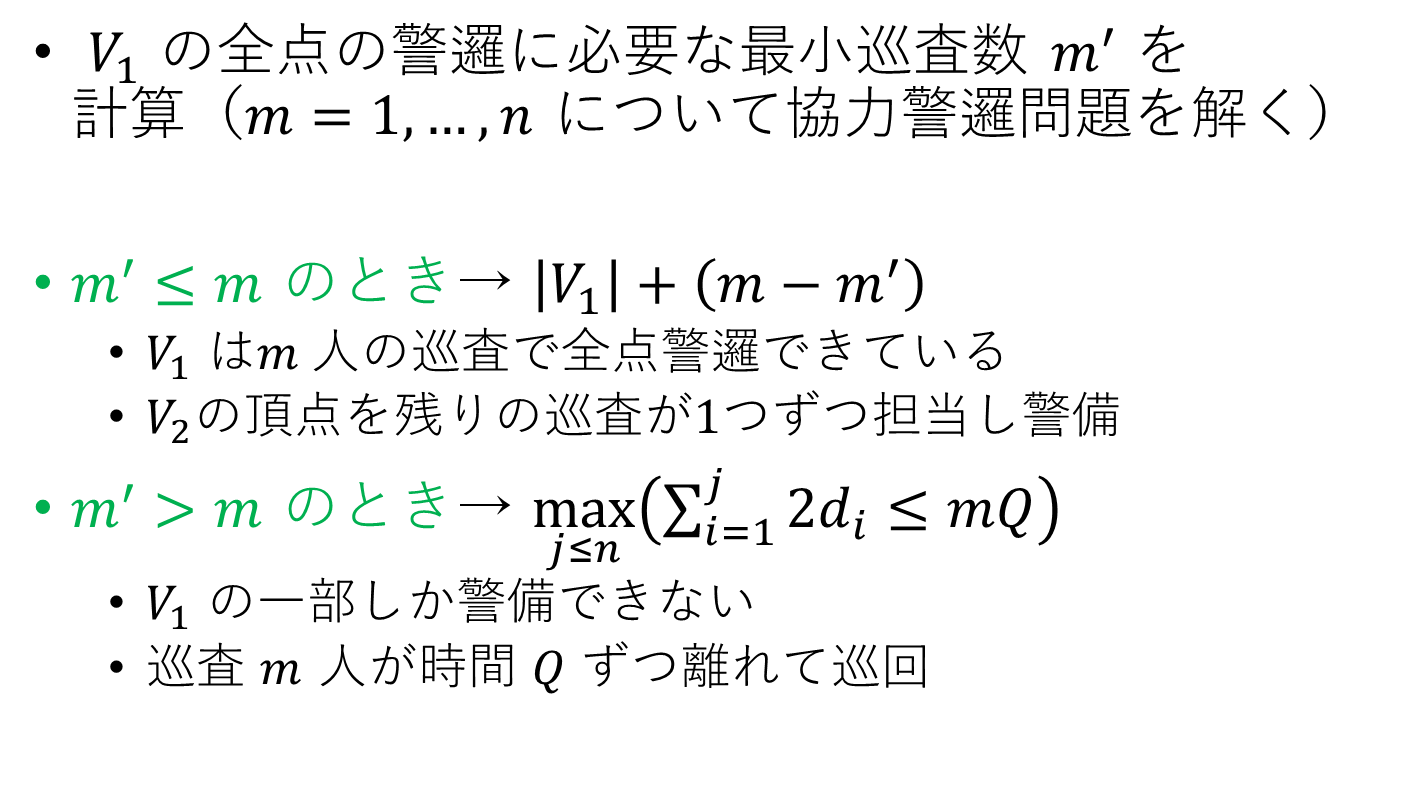 • V₁ の全点の警邏に必要な最小巡査数 m′ を
計算（m = 1, … , n について協力警邏問題を解く）
• m′ ≤ m のとき→ |V₁| + (m − m′)
• V₁ はm 人の巡査で全点警邏できている
• V₂の頂点を残りの巡査が1つずつ担当し警備
• m′ > m のとき→ max_{j≤n}(∑_{i=1}^{j} 2d_i ≤ mQ)
• V₁ の一部しか警備できない
• 巡査 m 人が時間 Q ずつ離れて巡回